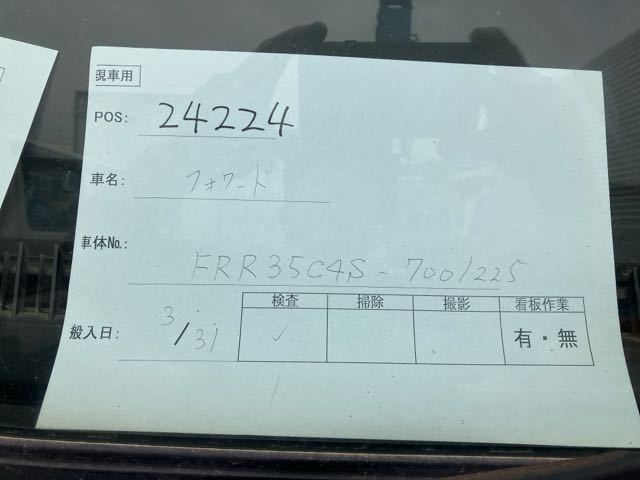 現車用
POS: 24224
車名: フォワード
車体No.: FRR35C4S-7001225
搬入日: 3/31
検査 掃除 撮影 看板作業
✓ 有・無